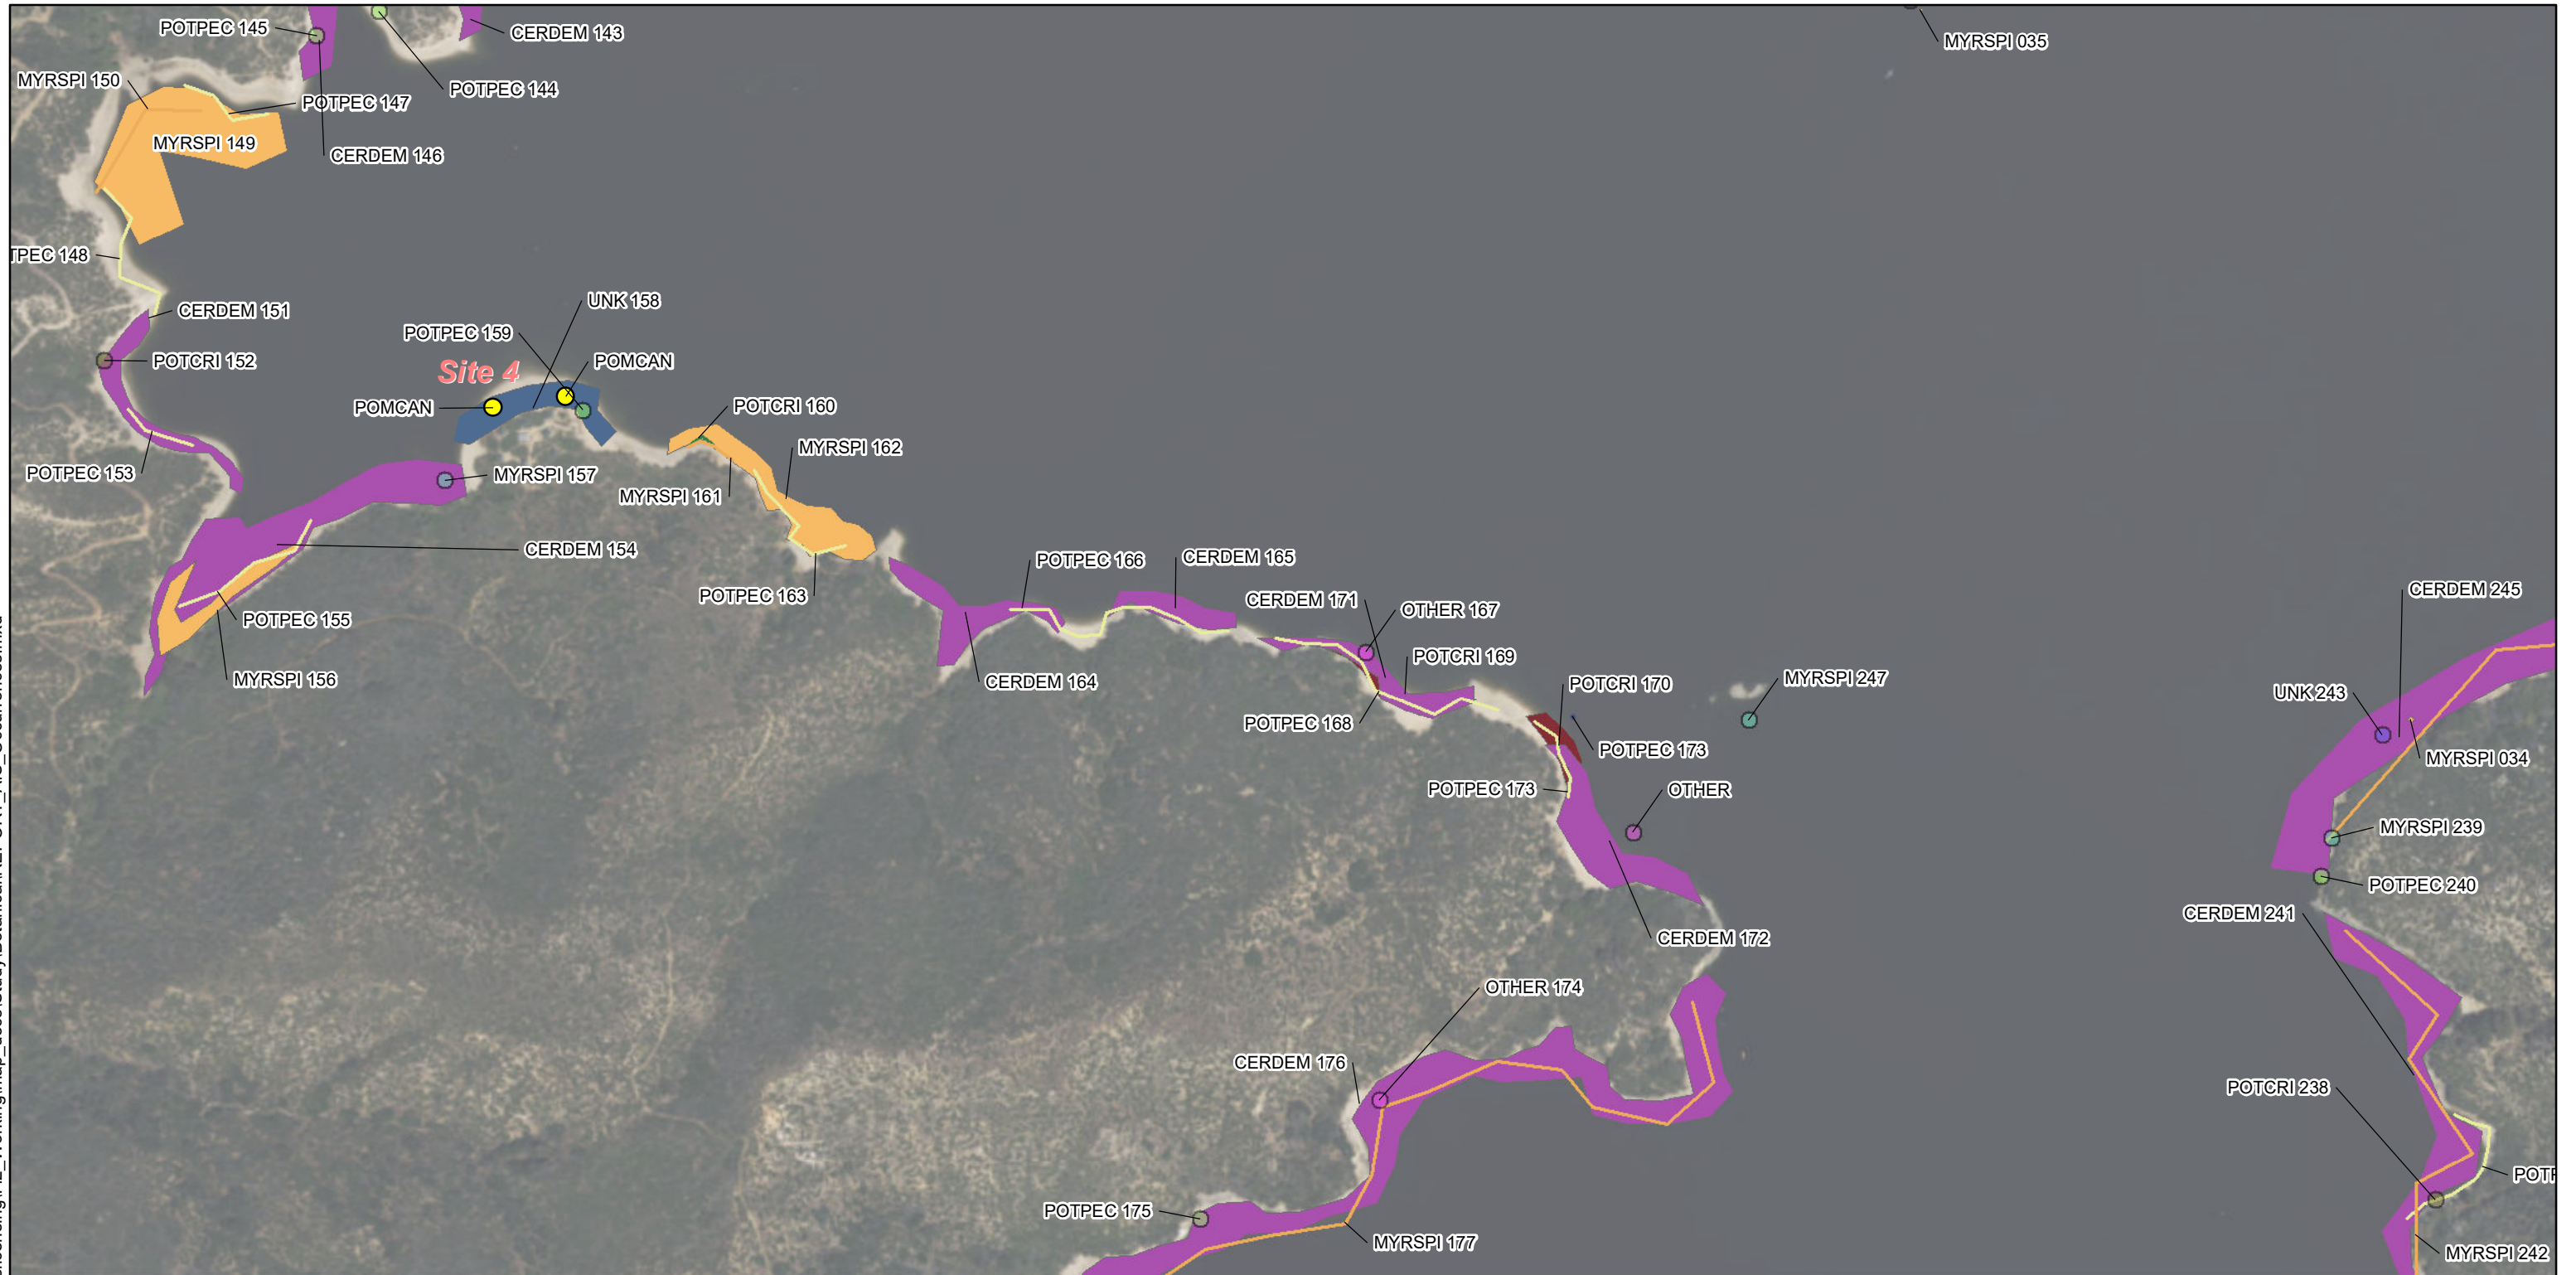 POTPEC 145
CERDEM 143
MYRSPI 035
MYRSPI 150
POTPEC 144
POTPEC 147
MYRSPI 149
CERDEM 146
TPEC 148
UNK 158
CERDEM 151
POTPEC 159
POTCRI 152
POMCAN
Site 4
POMCAN
POTCRI 160
MYRSPI 162
POTPEC 153
MYRSPI 157
MYRSPI 161
CERDEM 154
POTPEC 166
CERDEM 165
CERDEM 245
POTPEC 163
CERDEM 171
OTHER 167
POTPEC 155
POTCRI 169
MYRSPI 156
CERDEM 164
POTCRI 170
MYRSPI 247
UNK 243
POTPEC 168
POTPEC 173
MYRSPI 034
POTPEC 173
OTHER
MYRSPI 239
POTPEC 240
CERDEM 241
CERDEM 172
OTHER 174
CERDEM 176
POTCRI 238
POTP
POTPEC 175
MYRSPI 177
MYRSPI 242